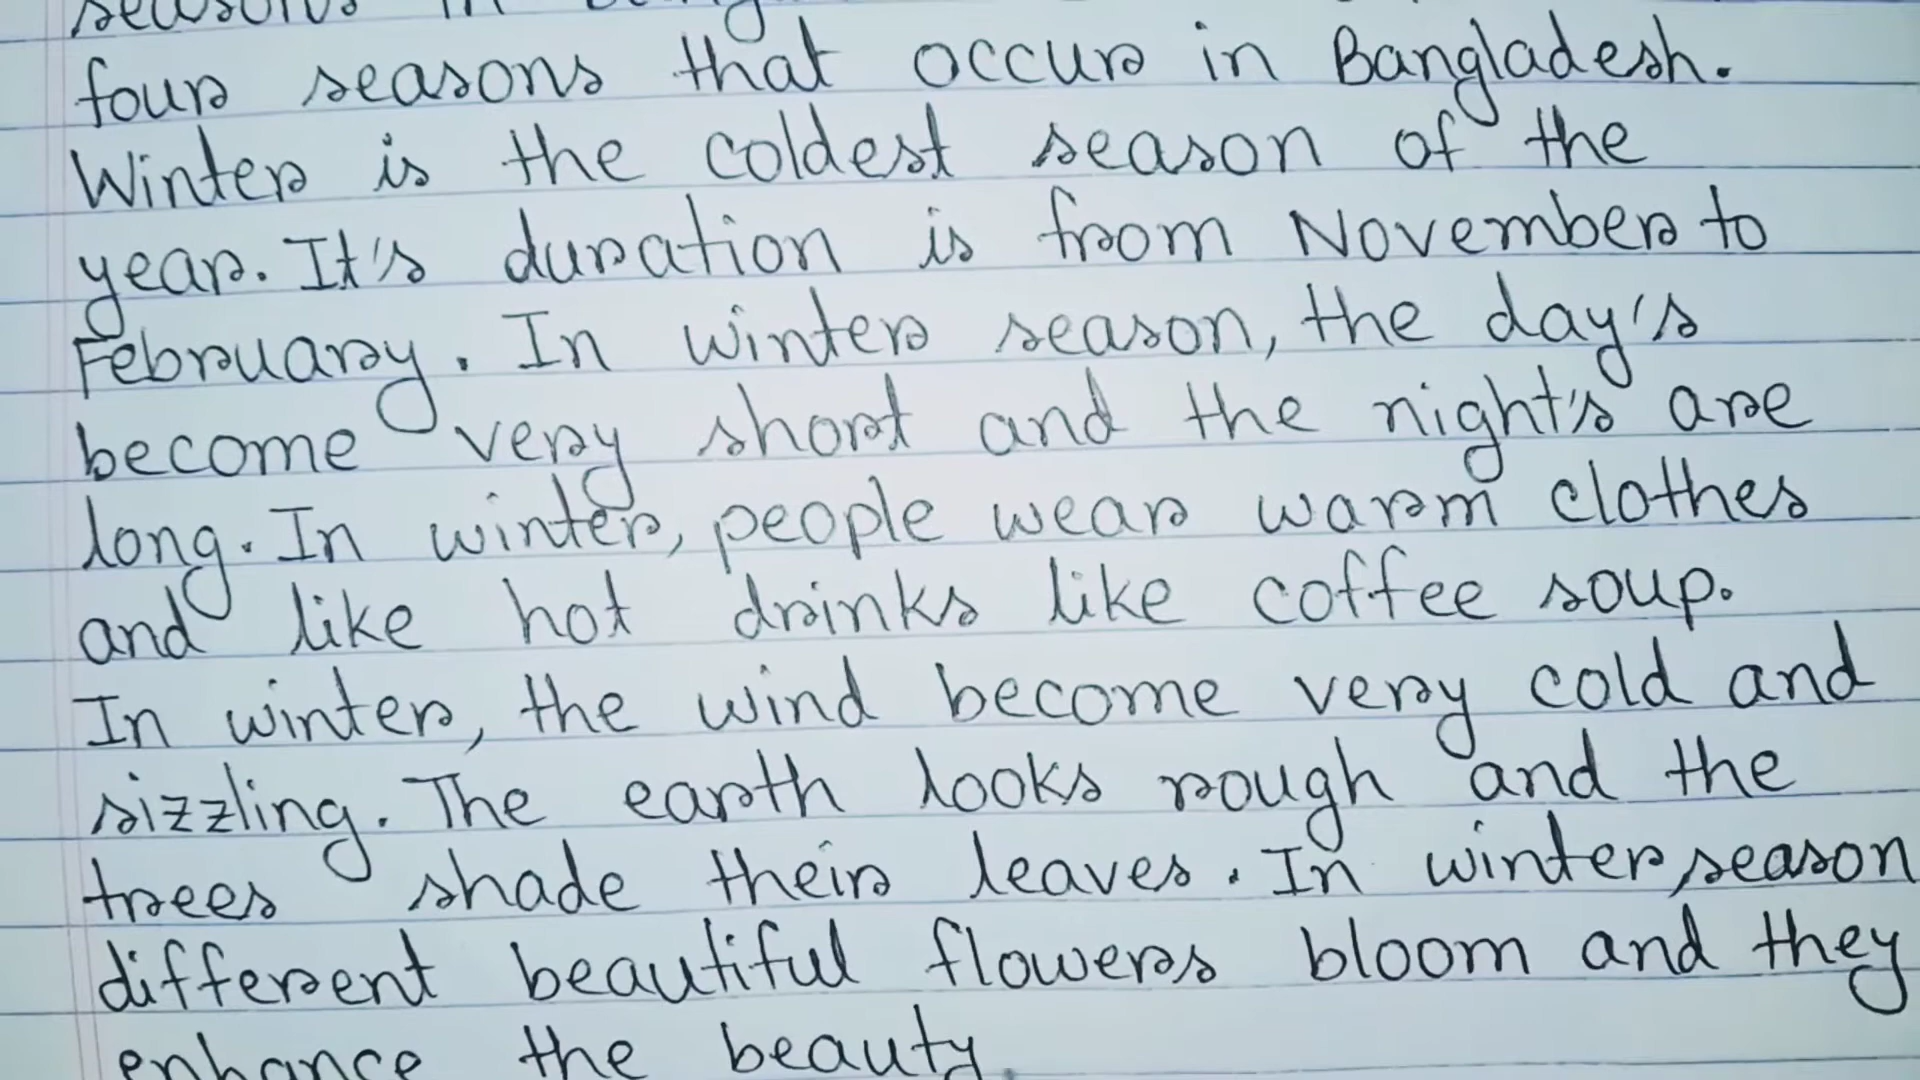 seasons in
four seasons that occur in Bangladesh.
Winter is the coldest season of the
year. It's duration is from November to
February. In winter season, the day's
become very short and the night's are
long. In winter, people wear warm clothes
and like hot drinks like coffee soup.
In winter, the wind become very cold and
sizzling. The earth looks rough and the
trees shade their leaves. In winter season
different beautiful flowers bloom and they
enhance the beauty.